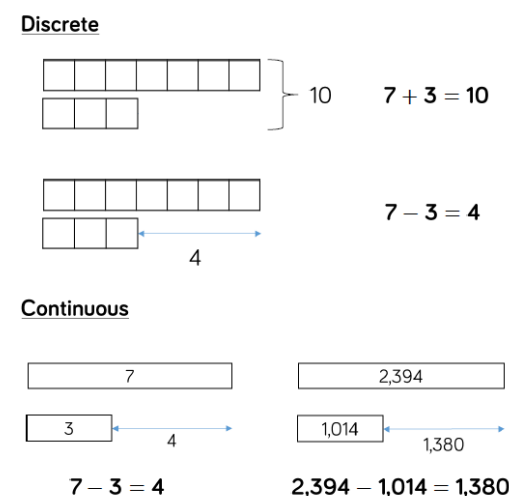 Discrete
10
7 + 3 = 10
7 – 3 = 4
4
Continuous
7
2,394
3
4
1,014
1,380
7 – 3 = 4
2,394 – 1,014 = 1,380